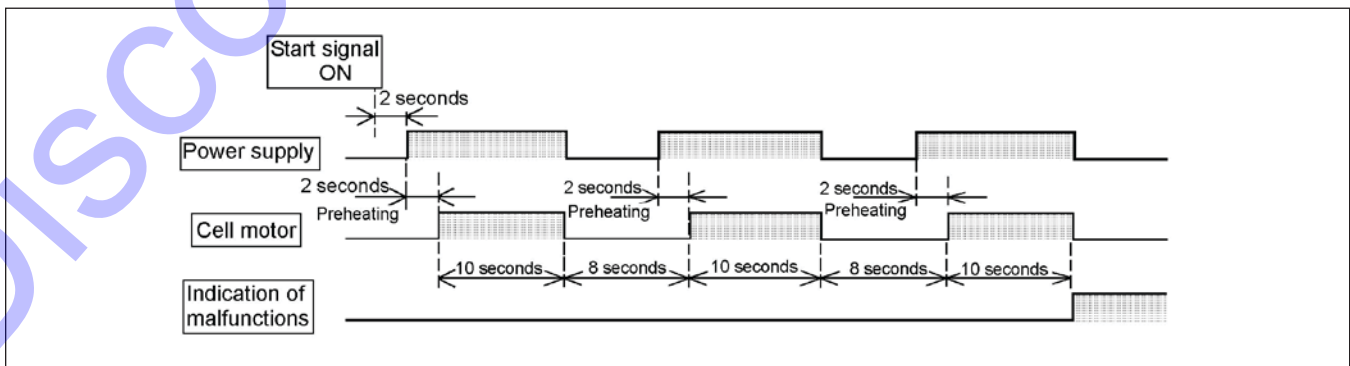 DISCO
Start signal
ON
2 seconds
Power supply
2 seconds
Preheating
2 seconds
Preheating
2 seconds
Preheating
Cell motor
10 seconds
8 seconds
10 seconds
8 seconds
10 seconds
Indication of
malfunctions